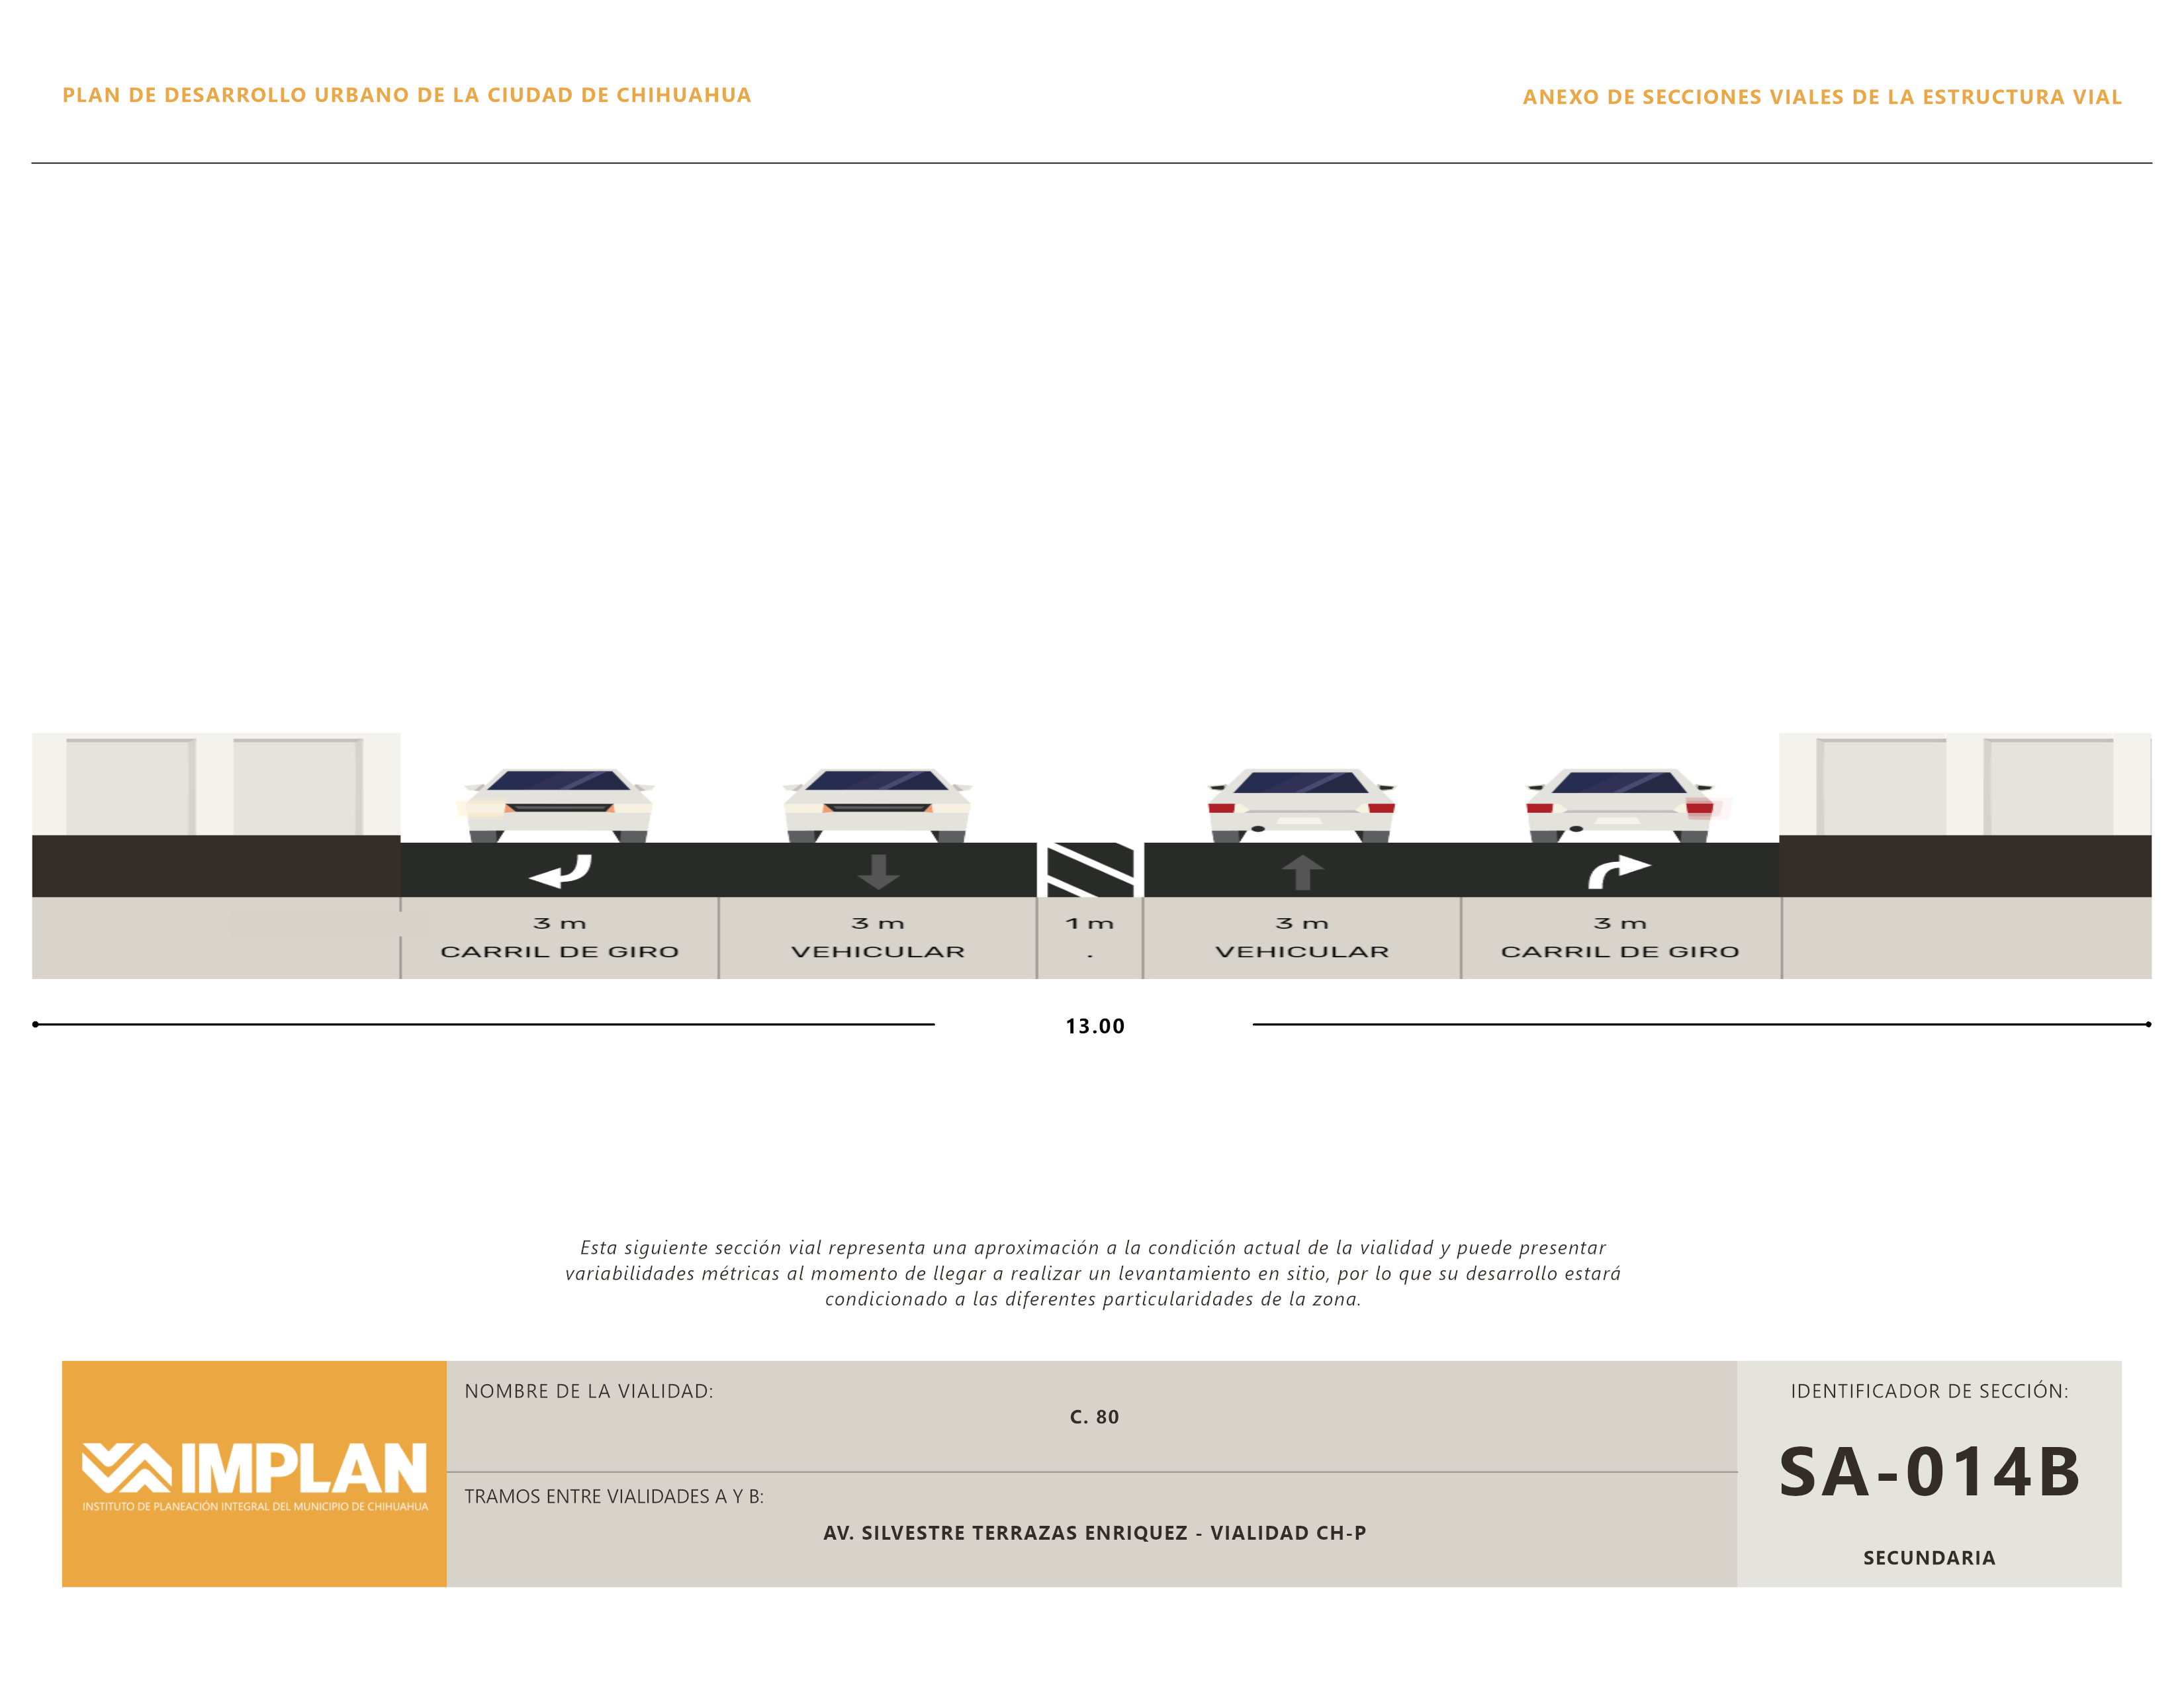 PLAN DE DESARROLLO URBANO DE LA CIUDAD DE CHIHUAHUA
ANEXO DE SECCIONES VIALES DE LA ESTRUCTURA VIAL
3 m
CARRIL DE GIRO
3 m
VEHICULAR
1 m
.
3 m
VEHICULAR
3 m
CARRIL DE GIRO
13.00
Esta siguiente sección vial representa una aproximación a la condición actual de la vialidad y puede presentar
variabilidades métricas al momento de llegar a realizar un levantamiento en sitio, por lo que su desarrollo estará
condicionado a las diferentes particularidades de la zona.
IMPLAN
INSTITUTO DE PLANEACIÓN INTEGRAL DEL MUNICIPIO DE CHIHUAHUA
NOMBRE DE LA VIALIDAD:
C. 80
TRAMOS ENTRE VIALIDADES A Y B:
AV. SILVESTRE TERRAZAS ENRIQUEZ - VIALIDAD CH-P
IDENTIFICADOR DE SECCIÓN:
SA-014B
SECUNDARIA